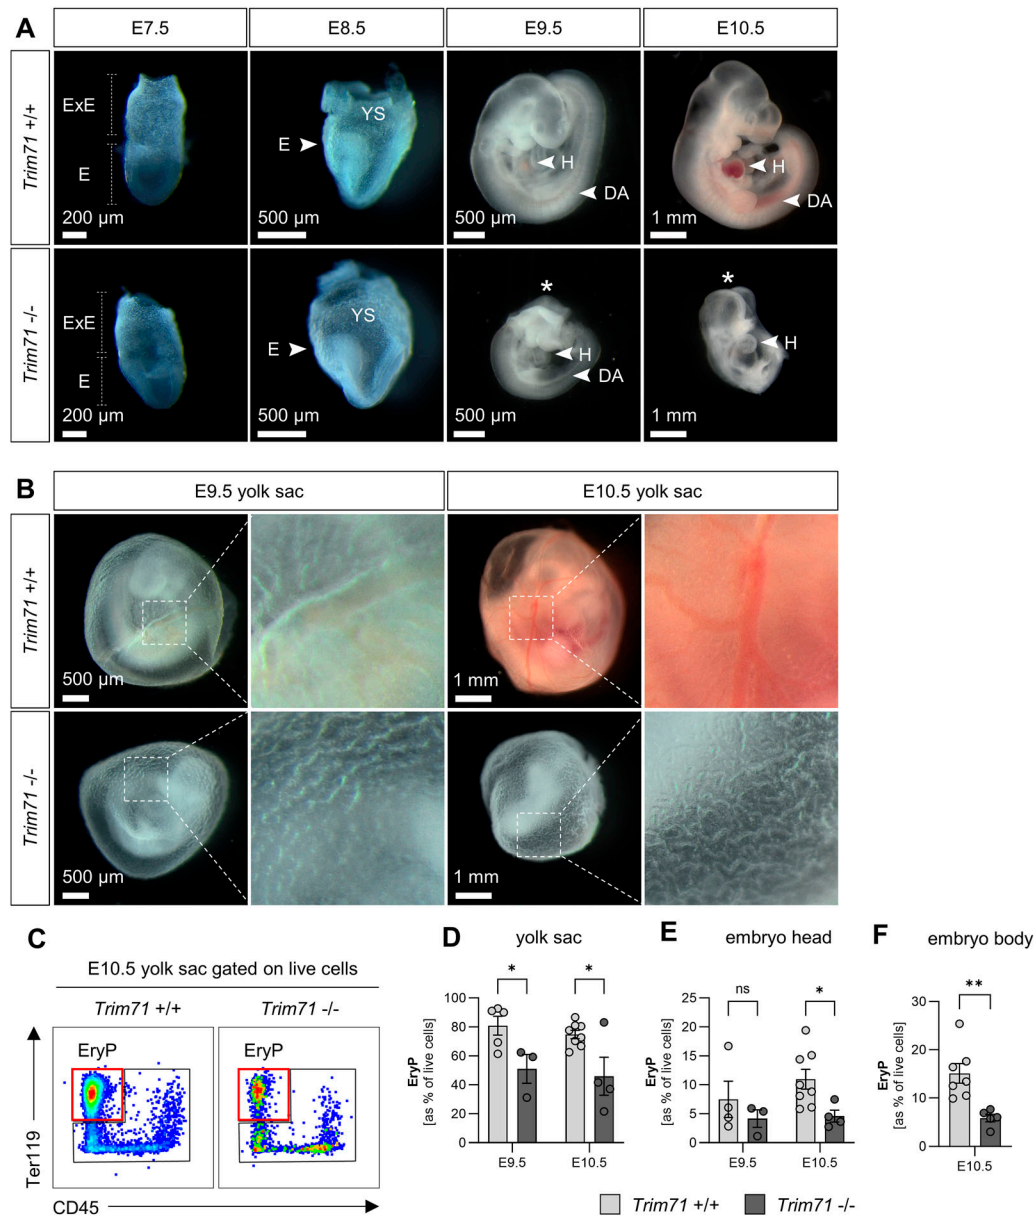 A
E7.5 E8.5 E9.5 E10.5
Trim71 +/+
ExE
E
200 µm
YS
E
500 µm
H
DA
500 µm
H
DA
1 mm
Trim71 -/-
ExE
E
200 µm
YS
E
500 µm
*
H
DA
500 µm
*
H
1 mm
B
E9.5 yolk sac E10.5 yolk sac
Trim71 +/+
500 µm
1 mm
Trim71 -/-
500 µm
1 mm
C
E10.5 yolk sac gated on live cells
Trim71 +/+ Trim71 -/-
EryP EryP
Ter119
CD45
D
yolk sac
EryP
[as % of live cells]
100
80
60
40
20
0
* *
E9.5 E10.5
E
embryo head
EryP
[as % of live cells]
25
20
15
10
5
0
ns *
E9.5 E10.5
F
embryo body
EryP
[as % of live cells]
30
20
10
0
**
E10.5
Trim71 +/+ Trim71 -/-